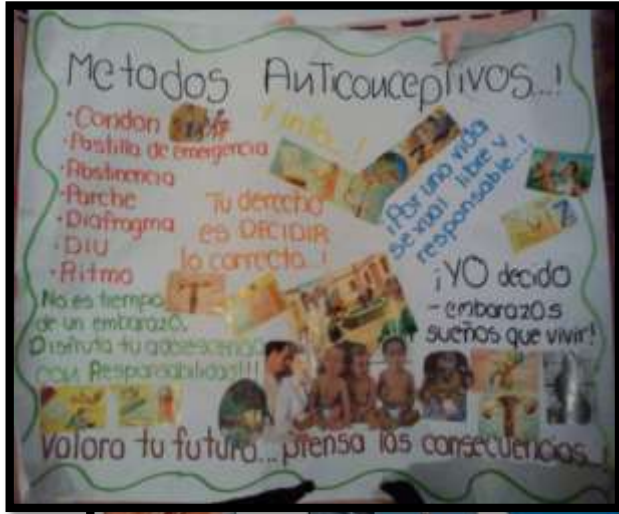 Metodos Anticonceptivos...!
•Condon
•Pastilla de emergencia
•Abstinencia
•Parche
•Diafragma
•DIU
•Ritmo
+ info...!
Tu derecho
es DECIDIR
lo correcto...!
¡Por una vida
sexual libre y
responsable...!
¡YO decido
- embarazos
sueños que vivir!
No es tiempo
de un embarazo,
Disfruta tu adolescencia
con Responsabilidad!!!
Valora tu futuro... piensa las consecuencias...!